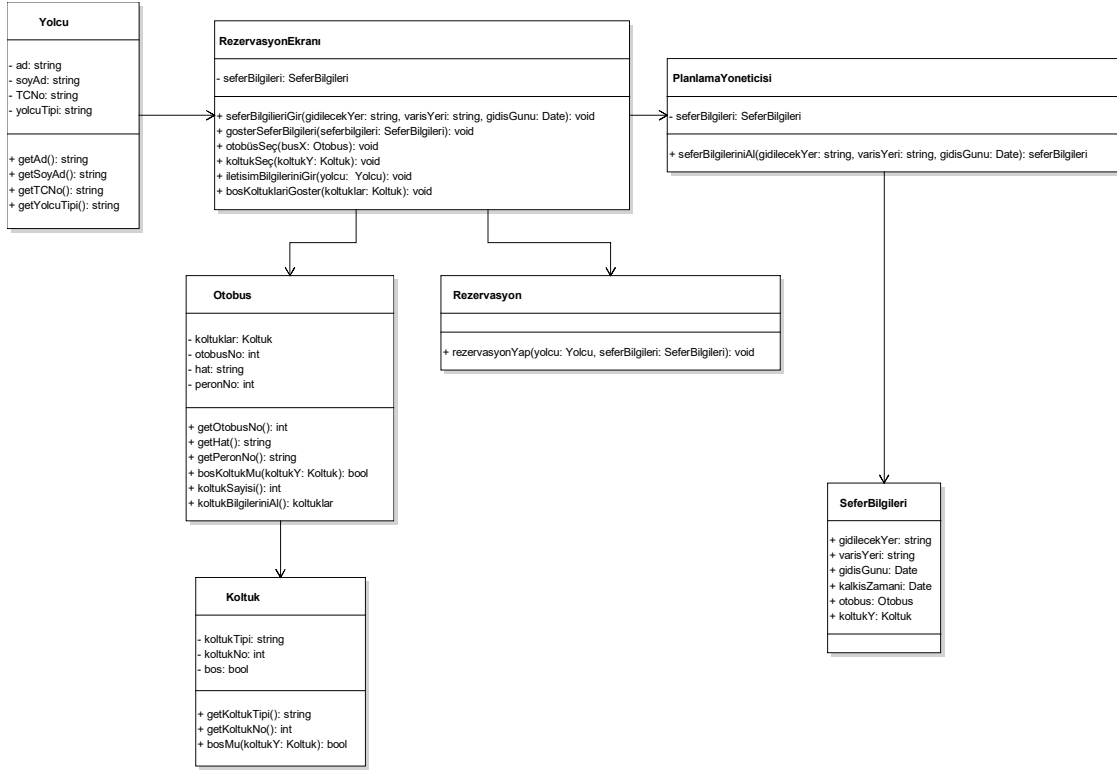 Yolcu
- ad: string
- soyAd: string
- TCNo: string
- yolcuTipi: string
+ getAd(): string
+ getSoyAd(): string
+ getTCNo(): string
+ getYolcuTipi(): string
RezervasyonEkranı
- seferBilgileri: SeferBilgileri
+ seferBilgilieriGir(gidilecekYer: string, varisYeri: string, gidisGunu: Date): void
+ gosterSeferBilgileri(seferbilgileri: SeferBilgileri): void
+ otobüsSeç(busX: Otobus): void
+ koltukSeç(koltukY: Koltuk): void
+ iletisimBilgileriniGir(yolcu: Yolcu): void
+ bosKoltuklariGoster(koltuklar: Koltuk): void
PlanlamaYoneticisi
- seferBilgileri: SeferBilgileri
+ seferBilgileriniAl(gidilecekYer: string, varisYeri: string, gidisGunu: Date): seferBilgileri
Otobus
- koltuklar: Koltuk
- otobusNo: int
- hat: string
- peronNo: int
+ getOtobusNo(): int
+ getHat(): string
+ getPeronNo(): string
+ bosKoltukMu(koltukY: Koltuk): bool
+ koltukSayisi(): int
+ koltukBilgileriniAl(): koltuklar
Rezervasyon
+ rezervasyonYap(yolcu: Yolcu, seferBilgileri: SeferBilgileri): void
SeferBilgileri
+ gidilecekYer: string
+ varisYeri: string
+ gidisGunu: Date
+ kalkisZamani: Date
+ otobus: Otobus
+ koltukY: Koltuk
Koltuk
- koltukTipi: string
- koltukNo: int
- bos: bool
+ getKoltukTipi(): string
+ getKoltukNo(): int
+ bosMu(koltukY: Koltuk): bool